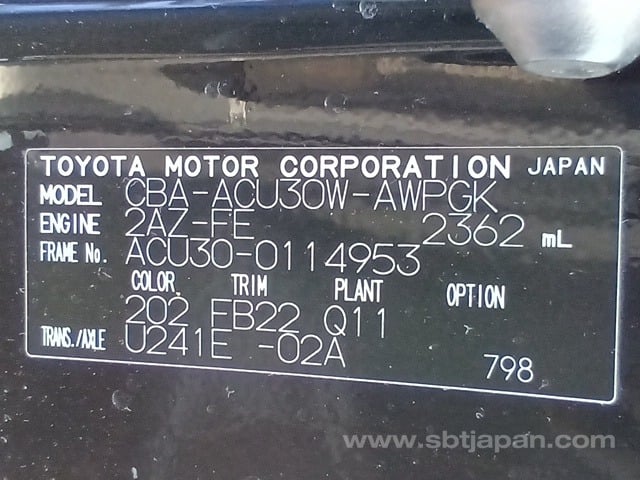 TOYOTA MOTOR CORPORATION JAPAN
MODEL CBA-ACU30W-AWPGK
ENGINE 2AZ-FE 2362 mL
FRAME No. ACU30-0114953
COLOR TRIM PLANT OPTION
202 FB22 Q11
TRANS./AXLE U241E -02A 798
www.sbtjapan.com